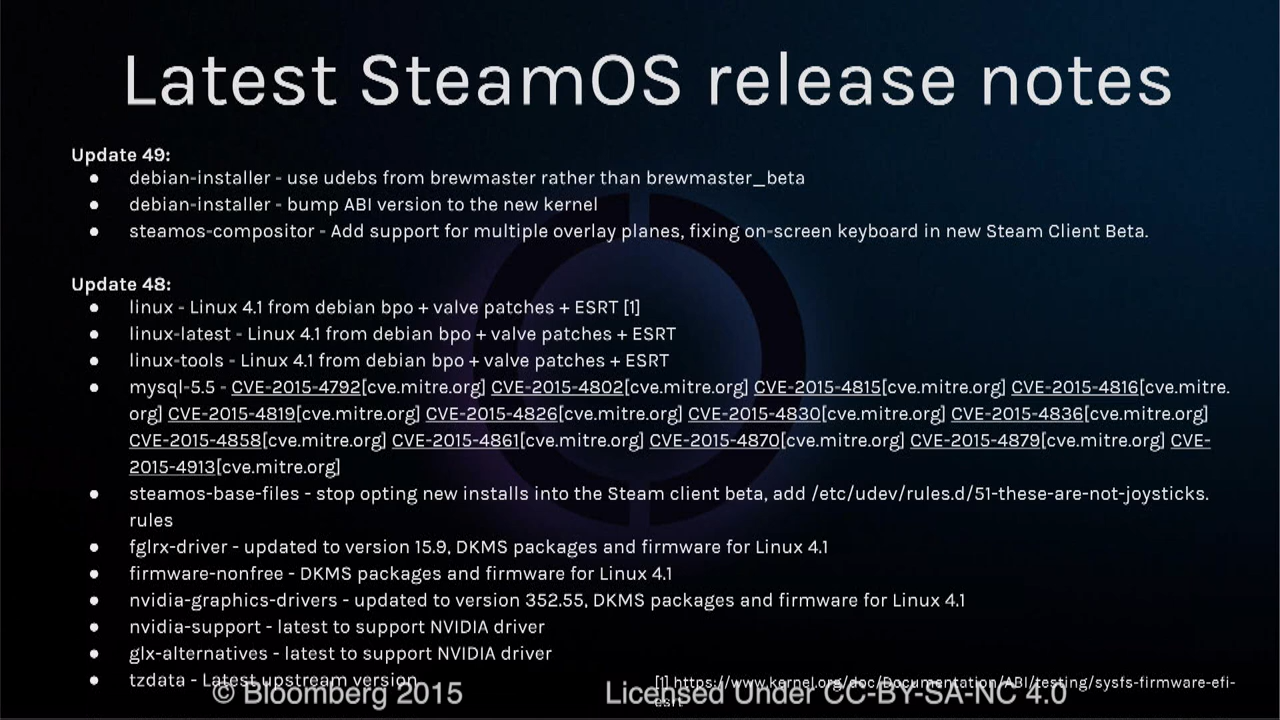 Latest SteamOS release notes
Update 49:
● debian-installer - use udebs from brewmaster rather than brewmaster_beta
● debian-installer - bump ABI version to the new kernel
● steamos-compositor - Add support for multiple overlay planes, fixing on-screen keyboard in new Steam Client Beta.
Update 48:
● linux - Linux 4.1 from debian bpo + valve patches + ESRT [1]
● linux-latest - Linux 4.1 from debian bpo + valve patches + ESRT
● linux-tools - Linux 4.1 from debian bpo + valve patches + ESRT
● mysql-5.5 - CVE-2015-4792[cve.mitre.org] CVE-2015-4802[cve.mitre.org] CVE-2015-4815[cve.mitre.org] CVE-2015-4816[cve.mitre.
org] CVE-2015-4819[cve.mitre.org] CVE-2015-4826[cve.mitre.org] CVE-2015-4830[cve.mitre.org] CVE-2015-4836[cve.mitre.org]
CVE-2015-4858[cve.mitre.org] CVE-2015-4861[cve.mitre.org] CVE-2015-4870[cve.mitre.org] CVE-2015-4879[cve.mitre.org] CVE-
2015-4913[cve.mitre.org]
● steamos-base-files - stop opting new installs into the Steam client beta, add /etc/udev/rules.d/51-these-are-not-joysticks.
rules
● fglrx-driver - updated to version 15.9, DKMS packages and firmware for Linux 4.1
● firmware-nonfree - DKMS packages and firmware for Linux 4.1
● nvidia-graphics-drivers - updated to version 352.55, DKMS packages and firmware for Linux 4.1
● nvidia-support - latest to support NVIDIA driver
● glx-alternatives - latest to support NVIDIA driver
● tzdata - Latest upstream version
[1] https://www.kernel.org/doc/Documentation/ABI/testing/sysfs-firmware-efi-
esrt
© Bloomberg 2015
Licensed Under CC-BY-SA-NC 4.0